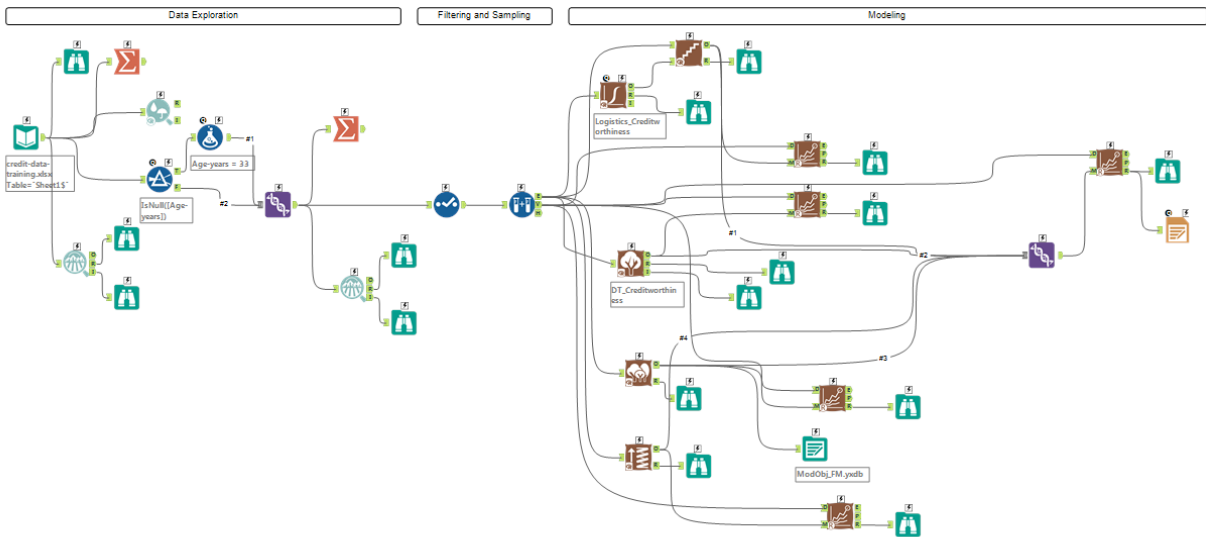 Data Exploration
Filtering and Sampling
Modeling
credit-data-
training.xlsx
Table=`Sheet1$`
#1
Age-years = 33
#2
IsNull([Age-
years])
Logistics_Creditw
orthiness
#1
#2
DT_Creditworthin
ess
#4
#3
ModObj_FM.yxdb